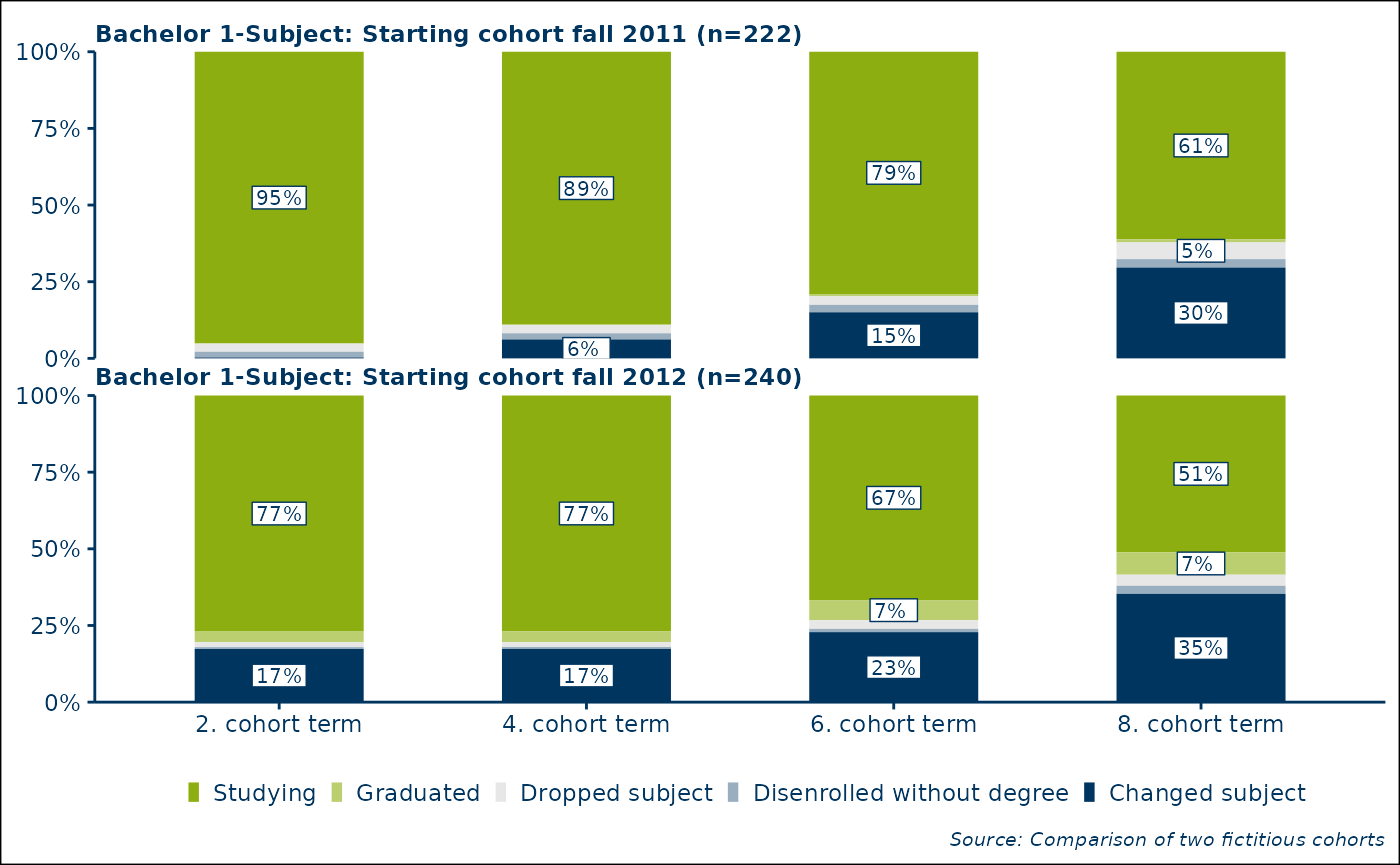 Bachelor 1-Subject: Starting cohort fall 2011 (n=222)
100%
75%
50%
25%
0%
95%
89%
6%
79%
15%
61%
5%
30%
Bachelor 1-Subject: Starting cohort fall 2012 (n=240)
100%
75%
50%
25%
0%
77%
17%
77%
17%
67%
7%
23%
51%
7%
35%
2. cohort term
4. cohort term
6. cohort term
8. cohort term
Studying
Graduated
Dropped subject
Disenrolled without degree
Changed subject
Source: Comparison of two fictitious cohorts